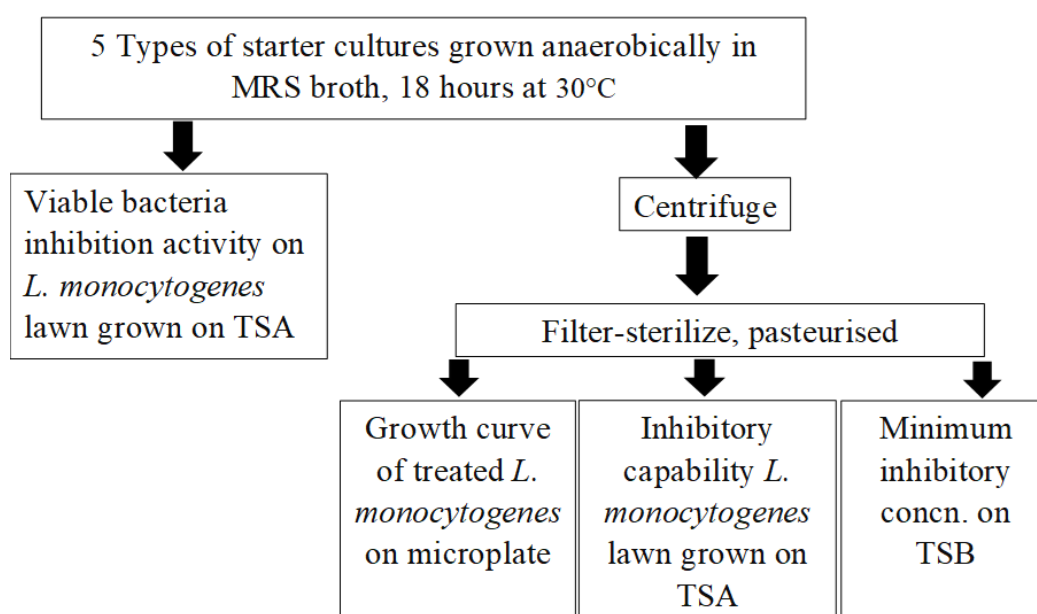 5 Types of starter cultures grown anaerobically in
MRS broth, 18 hours at 30°C
Viable bacteria
inhibition activity on
L. monocytogenes
lawn grown on TSA
Centrifuge
Filter-sterilize, pasteurised
Growth curve
of treated L.
monocytogenes
on microplate
Inhibitory
capability L.
monocytogenes
lawn grown on
TSA
Minimum
inhibitory
concn. on
TSB